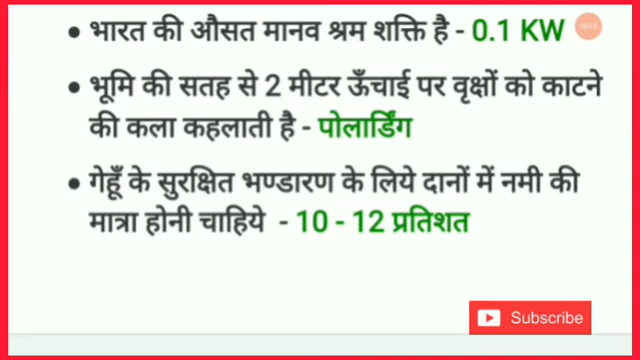 • भारत की औसत मानव श्रम शक्ति है - 0.1 KW
• भूमि की सतह से 2 मीटर ऊँचाई पर वृक्षों को काटने
की कला कहलाती है - पोलार्डिंग
• गेहूँ के सुरक्षित भण्डारण के लिये दानों में नमी की
मात्रा होनी चाहिये - 10 - 12 प्रतिशत
Subscribe